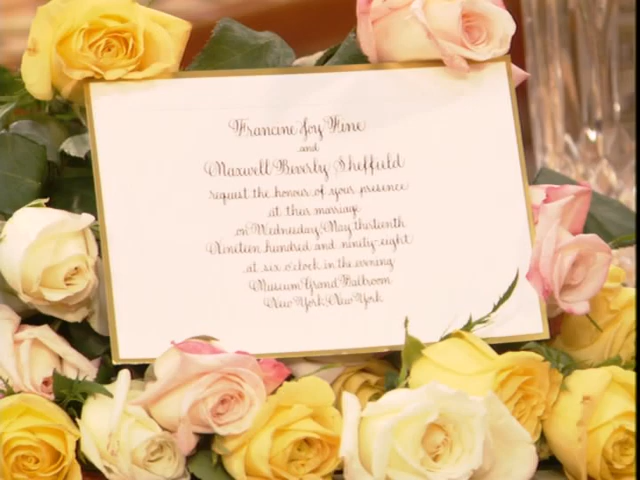 Francine Joy Fine
and
Maxwell Beverly Sheffield
request the honour of your presence
at their marriage
on Wednesday, May thirteenth
Nineteen hundred and ninety-eight
at six o'clock in the evening
Museum Grand Ballroom
New York, New York